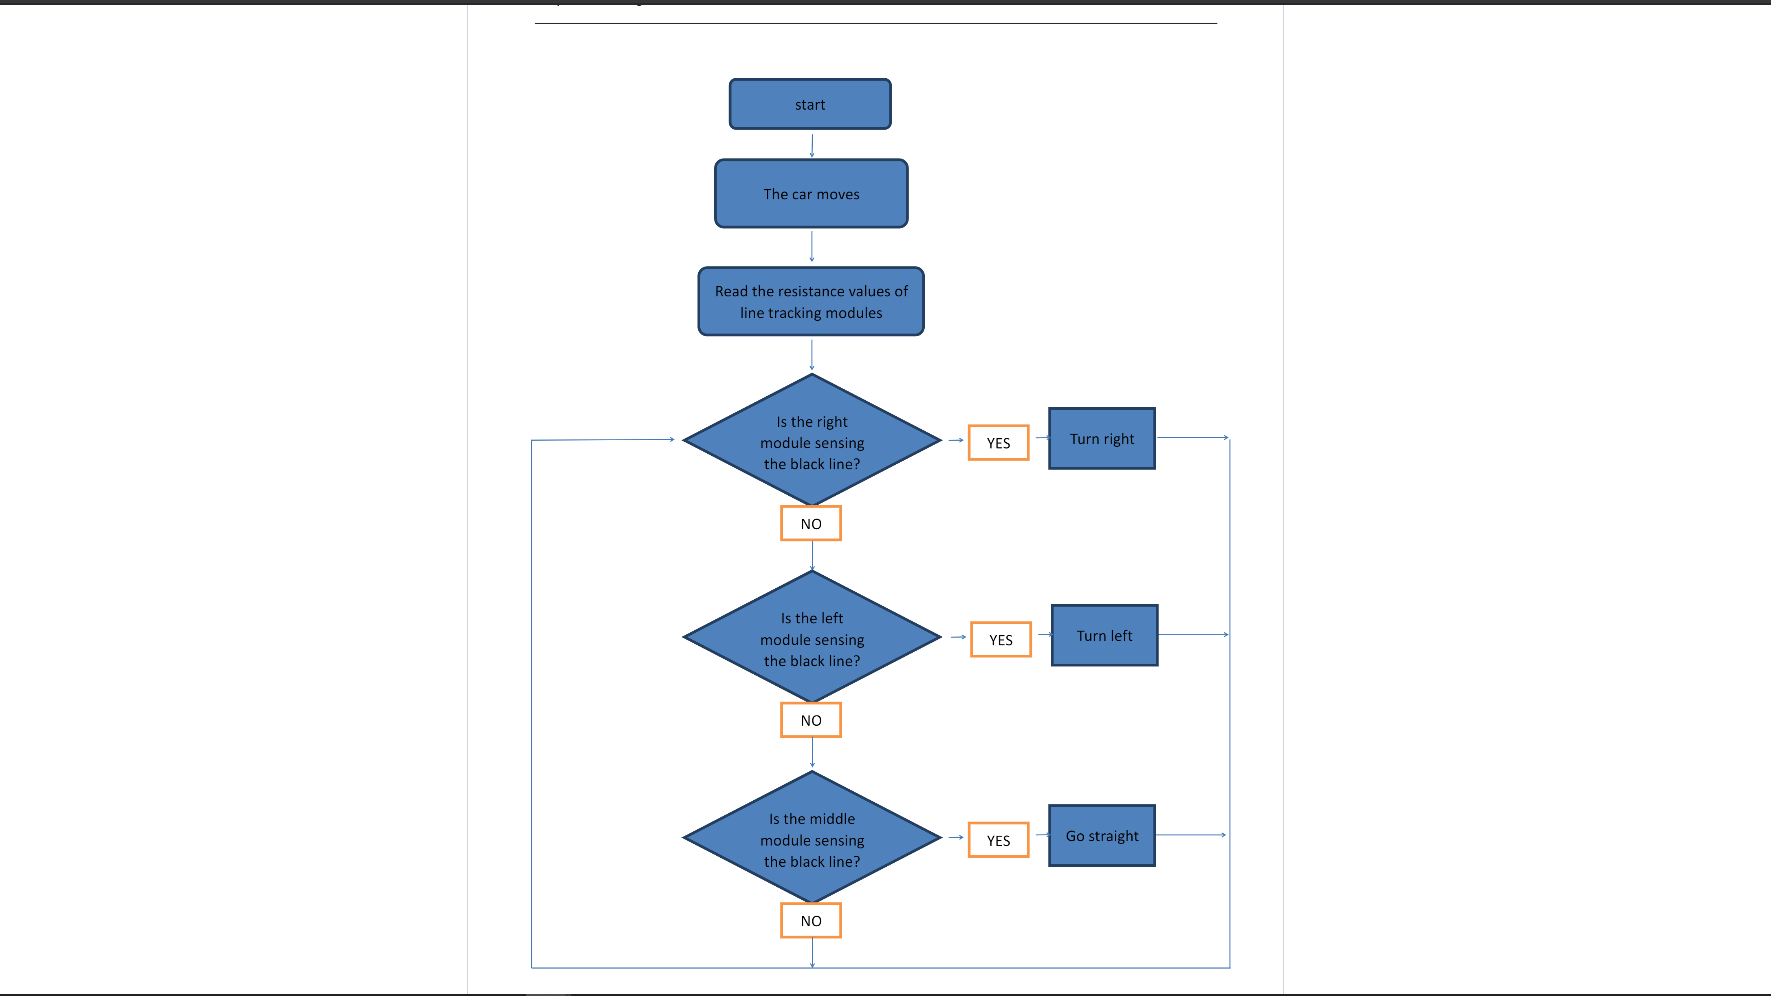 start
The car moves
Read the resistance values of
line tracking modules
Is the right
module sensing
the black line?
YES
Turn right
NO
Is the left
module sensing
the black line?
YES
Turn left
NO
Is the middle
module sensing
the black line?
YES
Go straight
NO